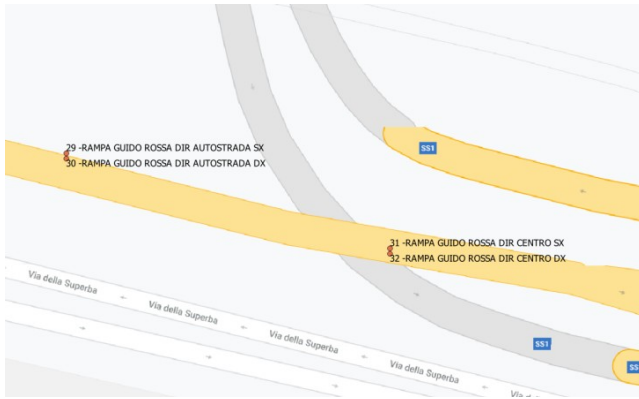 29 -RAMPA GUIDO ROSSA DIR AUTOSTRADA SX
SS1
30 -RAMPA GUIDO ROSSA DIR AUTOSTRADA DX
31 -RAMPA GUIDO ROSSA DIR CENTRO SX
32 -RAMPA GUIDO ROSSA DIR CENTRO DX
Via della Superba
Via della Superba
Via della Superba
SS1
Via della Superba
SS
Via della